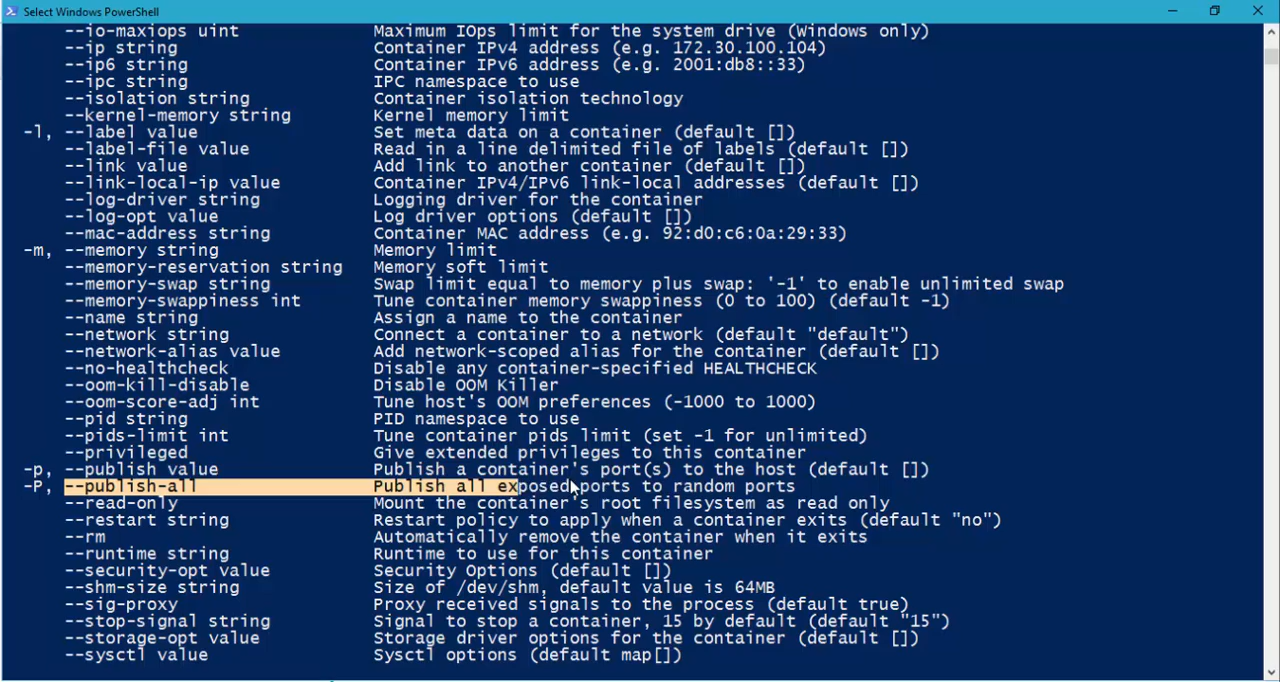 Select Windows PowerShell
--io-maxiops uint Maximum IOps limit for the system drive (Windows only)
--ip string Container IPv4 address (e.g. 172.30.100.104)
--ip6 string Container IPv6 address (e.g. 2001:db8::33)
--ipc string IPC namespace to use
--isolation string Container isolation technology
--kernel-memory string Kernel memory limit
-l, --label value Set meta data on a container (default [])
--label-file value Read in a line delimited file of labels (default [])
--link value Add link to another container (default [])
--link-local-ip value Container IPv4/IPv6 link-local addresses (default [])
--log-driver string Logging driver for the container
--log-opt value Log driver options (default [])
--mac-address string Container MAC address (e.g. 92:d0:c6:0a:29:33)
-m, --memory string Memory limit
--memory-reservation string Memory soft limit
--memory-swap string Swap limit equal to memory plus swap: '-1' to enable unlimited swap
--memory-swappiness int Tune container memory swappiness (0 to 100) (default -1)
--name string Assign a name to the container
--network string Connect a container to a network (default "default")
--network-alias value Add network-scoped alias for the container (default [])
--no-healthcheck Disable any container-specified HEALTHCHECK
--oom-kill-disable Disable OOM Killer
--oom-score-adj int Tune host's OOM preferences (-1000 to 1000)
--pid string PID namespace to use
--pids-limit int Tune container pids limit (set -1 for unlimited)
--privileged Give extended privileges to this container
-p, --publish value Publish a container's port(s) to the host (default [])
-P, --publish-all Publish all exposed ports to random ports
--read-only Mount the container's root filesystem as read only
--restart string Restart policy to apply when a container exits (default "no")
--rm Automatically remove the container when it exits
--runtime string Runtime to use for this container
--security-opt value Security Options (default [])
--shm-size string Size of /dev/shm, default value is 64MB
--sig-proxy Proxy received signals to the process (default true)
--stop-signal string Signal to stop a container, 15 by default (default "15")
--storage-opt value Storage driver options for the container (default [])
--sysctl value Sysctl options (default map[])